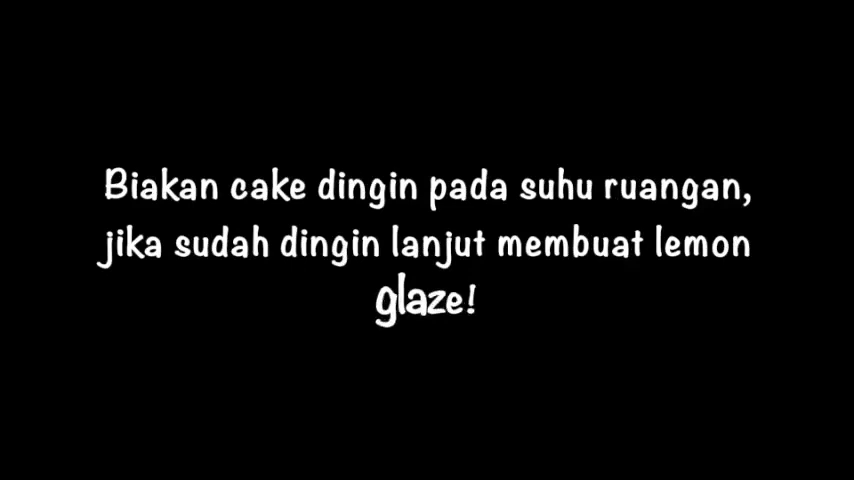 Biakan cake dingin pada suhu ruangan,
jika sudah dingin lanjut membuat lemon
glaze!